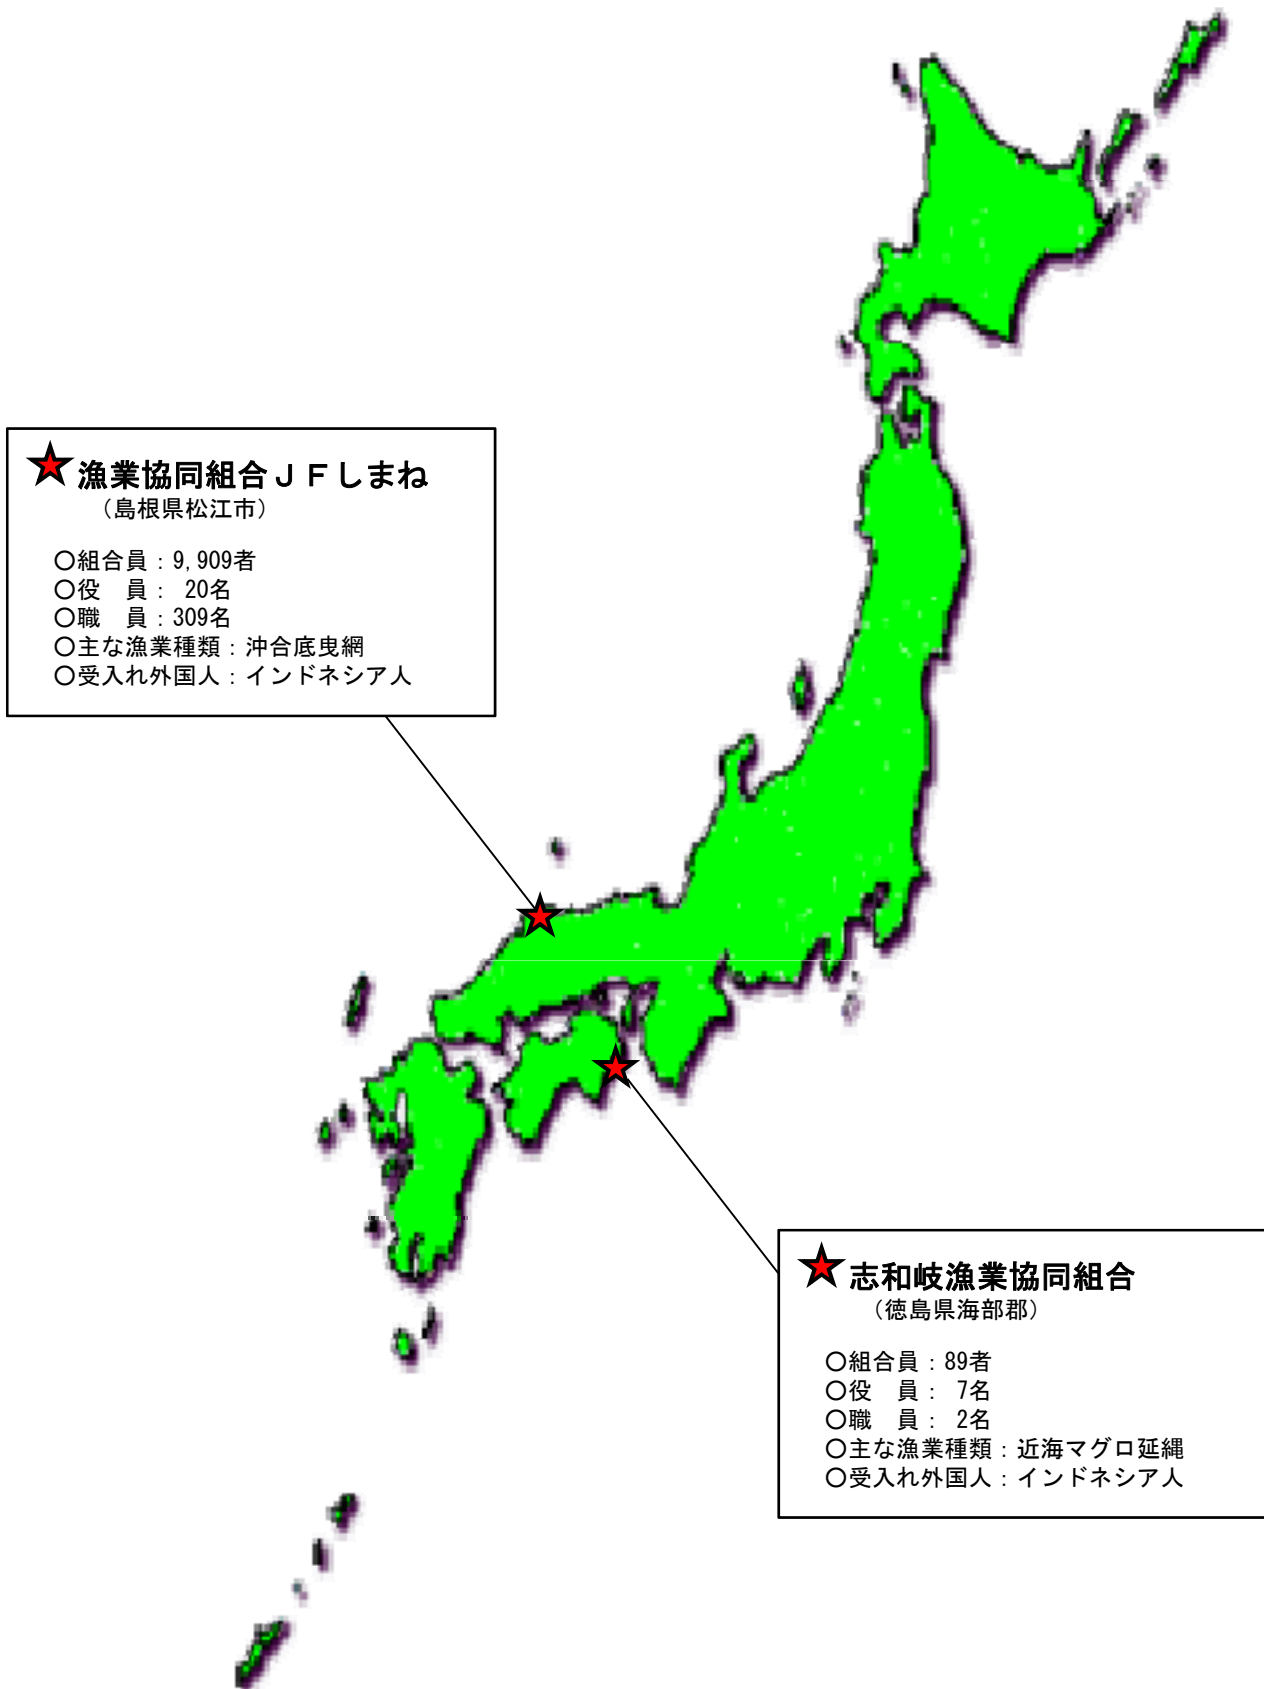 漁業協同組合ＪＦしまね
（島根県松江市）
○組合員：9,909者
○役　員： 20名
○職　員：309名
○主な漁業種類：沖合底曳網
○受入れ外国人：インドネシア人
志和岐漁業協同組合
（徳島県海部郡）
○組合員：89者
○役　員： 7名
○職　員： 2名
○主な漁業種類：近海マグロ延縄
○受入れ外国人：インドネシア人